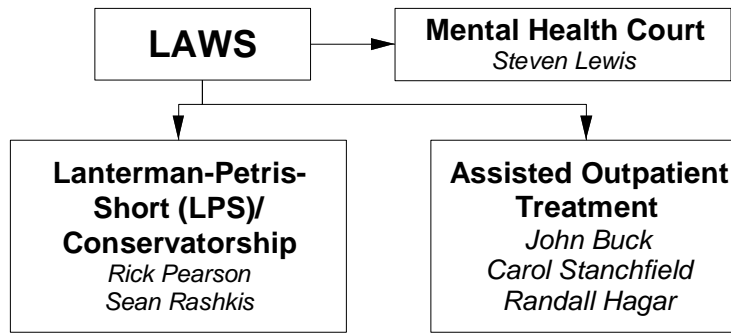 LAWS
Mental Health Court
Steven Lewis
Lanterman-Petris-
Short (LPS)/
Conservatorship
Rick Pearson
Sean Rashkis
Assisted Outpatient
Treatment
John Buck
Carol Stanchfield
Randall Hagar